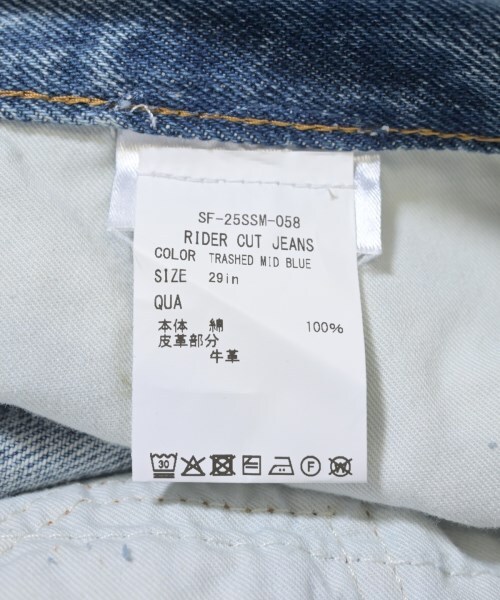 SF-25SSM-058
RIDER CUT JEANS
COLOR TRASHED MID BLUE
SIZE 29in
QUA
本体 綿 100%
皮革部分
牛革
30 F W